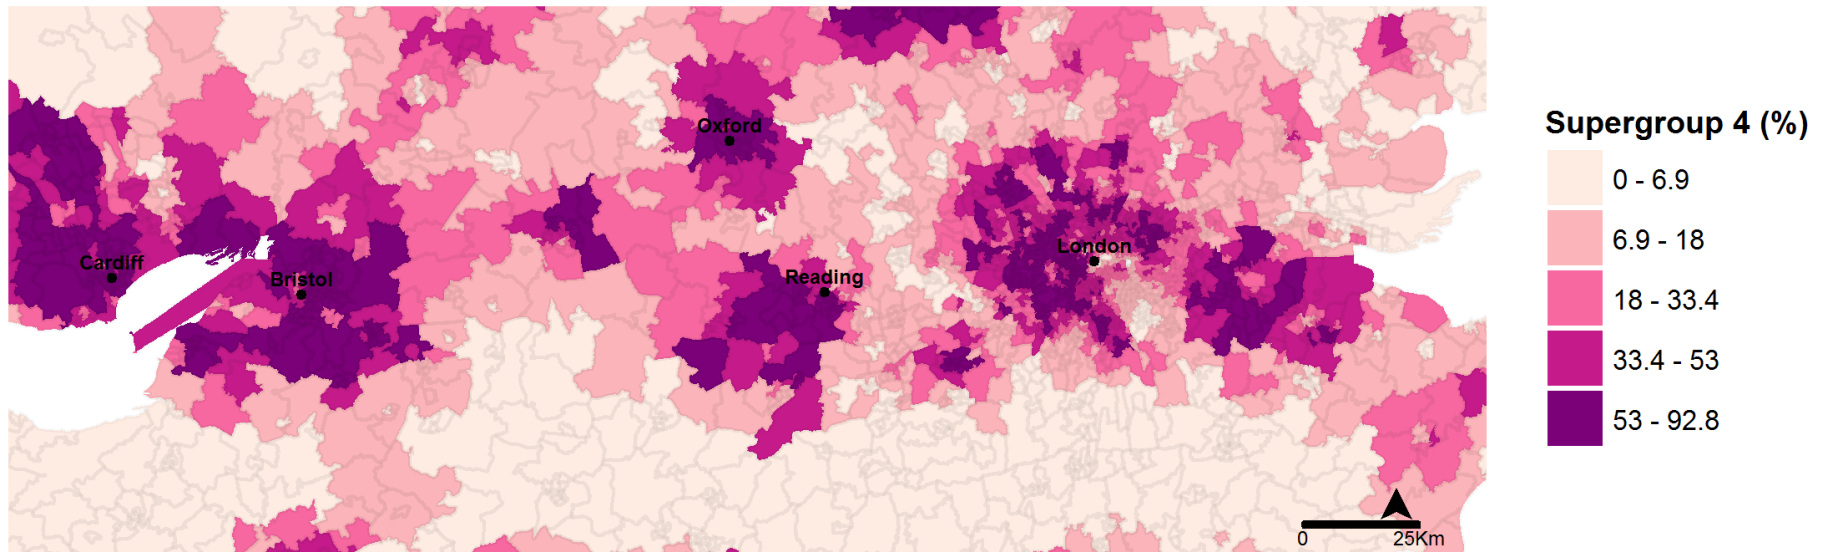 Supergroup 4 (%)
0 - 6.9
6.9 - 18
18 - 33.4
33.4 - 53
53 - 92.8
Oxford
London
Cardiff
Bristol
Reading
0 25Km